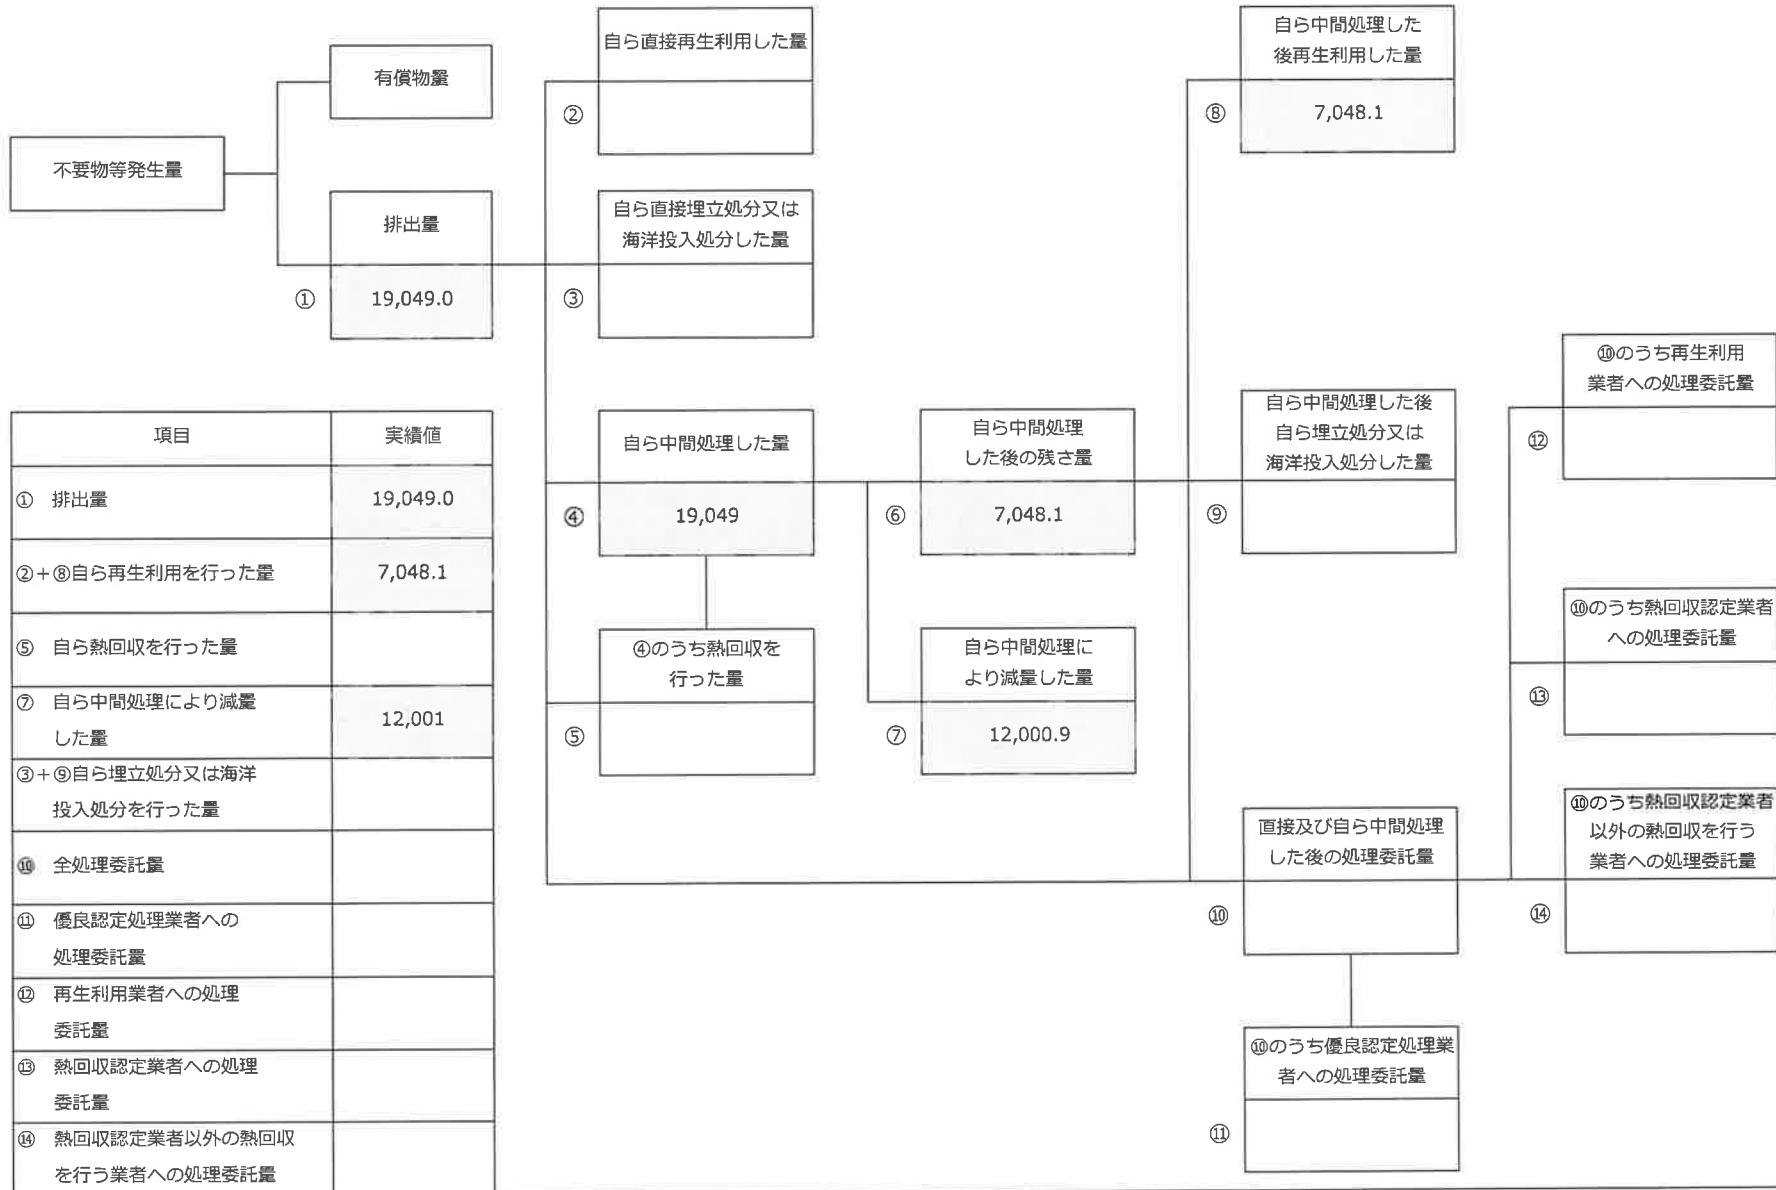 不要物等発生量
有償物量
排出量
①
19,049.0
自ら直接再生利用した量
②
自ら直接埋立処分又は
海洋投入処分した量
③
自ら中間処理した量
④
19,049
④のうち熱回収を
行った量
⑤
自ら中間処理
した後の残さ量
⑥
7,048.1
自ら中間処理に
より減量した量
⑦
12,000.9
自ら中間処理した
後再生利用した量
⑧
7,048.1
自ら中間処理した後
自ら埋立処分又は
海洋投入処分した量
⑨
直接及び自ら中間処理
した後の処理委託量
⑩
⑩のうち優良認定処理業
者への処理委託量
⑪
⑩のうち再生利用
業者への処理委託量
⑫
⑩のうち熱回収認定業者
への処理委託量
⑬
⑩のうち熱回収認定業者
以外の熱回収を行う
業者への処理委託量
⑭
項目 実績値
① 排出量 19,049.0
②+⑧自ら再生利用を行った量 7,048.1
⑤ 自ら熱回収を行った量
⑦ 自ら中間処理により減量
した量 12,001
③+⑨自ら埋立処分又は海洋
投入処分を行った量
⑩ 全処理委託量
⑪ 優良認定処理業者への
処理委託量
⑫ 再生利用業者への処理
委託量
⑬ 熱回収認定業者への処理
委託量
⑭ 熱回収認定業者以外の熱回収
を行う業者への処理委託量